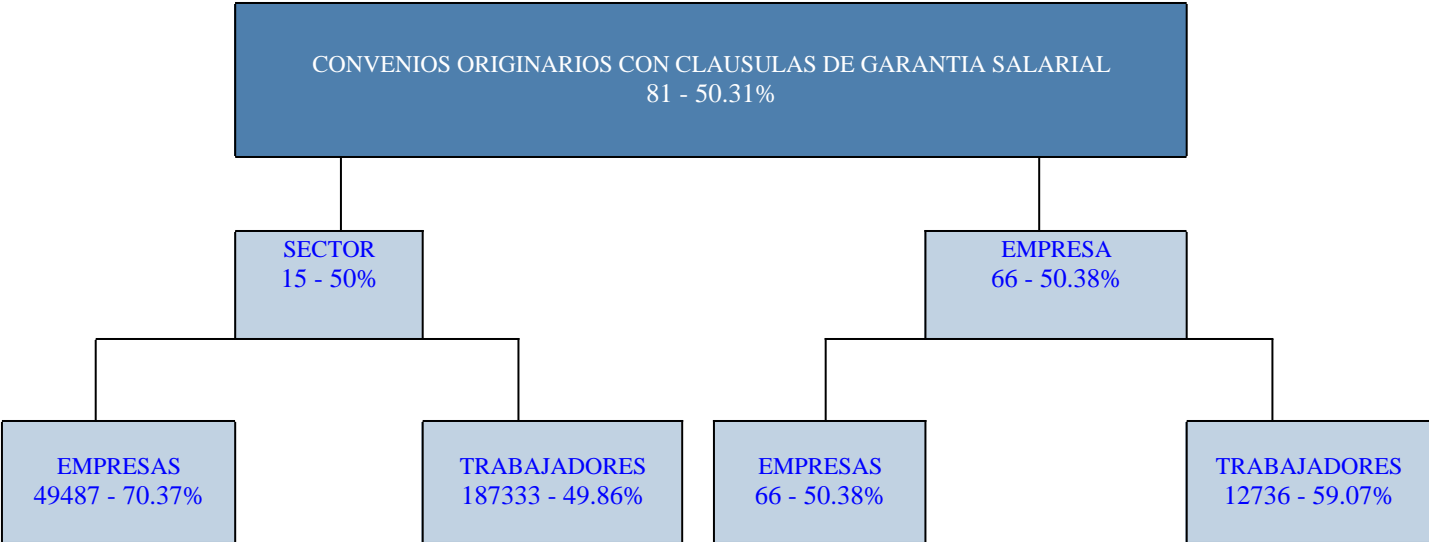 CONVENIOS ORIGINARIOS CON CLAUSULAS DE GARANTIA SALARIAL
81 - 50.31%
SECTOR
15 - 50%
EMPRESA
66 - 50.38%
EMPRESAS
49487 - 70.37%
TRABAJADORES
187333 - 49.86%
EMPRESAS
66 - 50.38%
TRABAJADORES
12736 - 59.07%